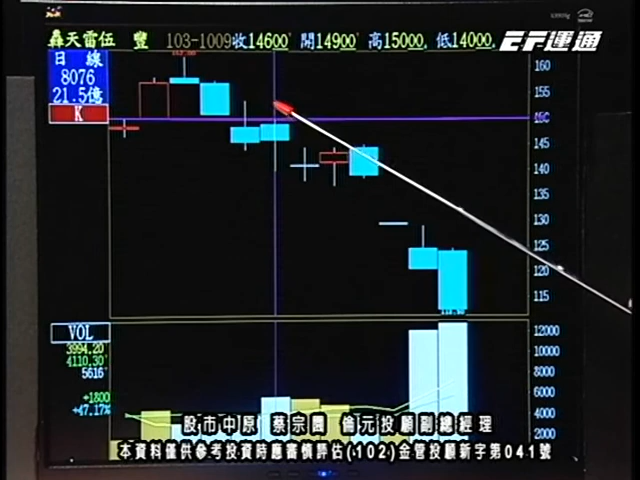 轟天雷伍 豐 103-1009收14600 開14900 高15000 低14000
EF運通
日 線
8076
21.5億
K
160
155
150
145
140
135
130
125
120
115
VOL
3994.20
4110.30
5616
+1800
+47.17%
12000
10000
8000
6000
4000
2000
股市中原 蔡宗園 倫元投顧副總經理
本資料僅供參考投資時應審慎評估(102)金管投顧新字第041號